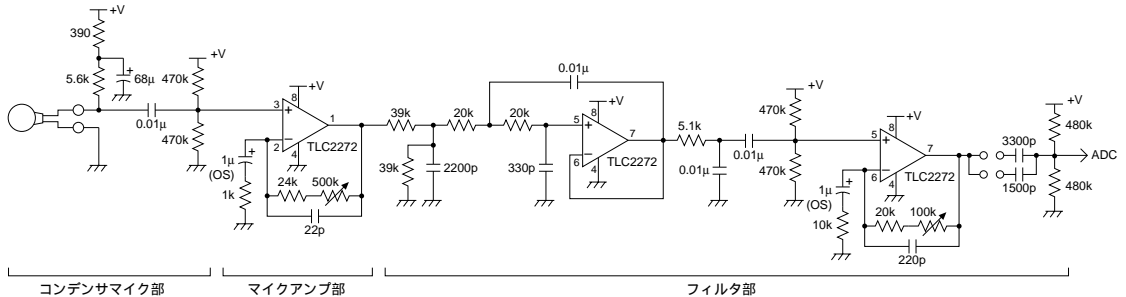 +V
390
5.6k
68μ
+
0.01μ
+V
470k
470k
+V
3
8
1
2
4
+
−
TLC2272
1μ
(OS)
+
1k
24k
500k
22p
39k
39k
2200p
20k
20k
0.01μ
330p
+V
5
8
7
6
4
+
−
TLC2272
5.1k
0.01μ
0.01μ
+V
470k
470k
+V
5
8
7
6
4
+
−
TLC2272
1μ
(OS)
+
10k
20k
100k
220p
3300p
1500p
+V
480k
480k
ADC
コンデンサマイク部
マイクアンプ部
フィルタ部